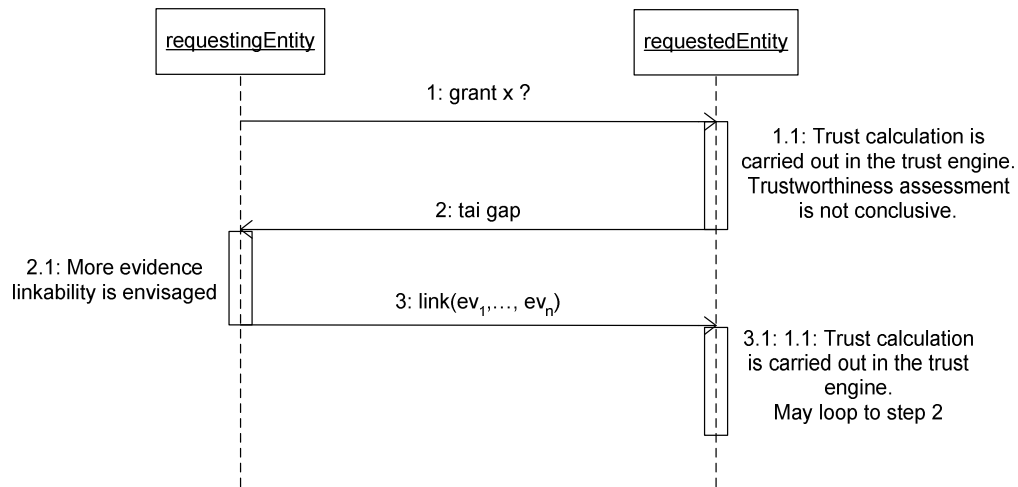 requestingEntity
requestedEntity
1: grant x ?
1.1: Trust calculation is
carried out in the trust engine.
Trustworthiness assessment
is not conclusive.
2: tai gap
2.1: More evidence
linkability is envisaged
3: link(ev1,…, evn)
3.1: 1.1: Trust calculation
is carried out in the trust
engine.
May loop to step 2